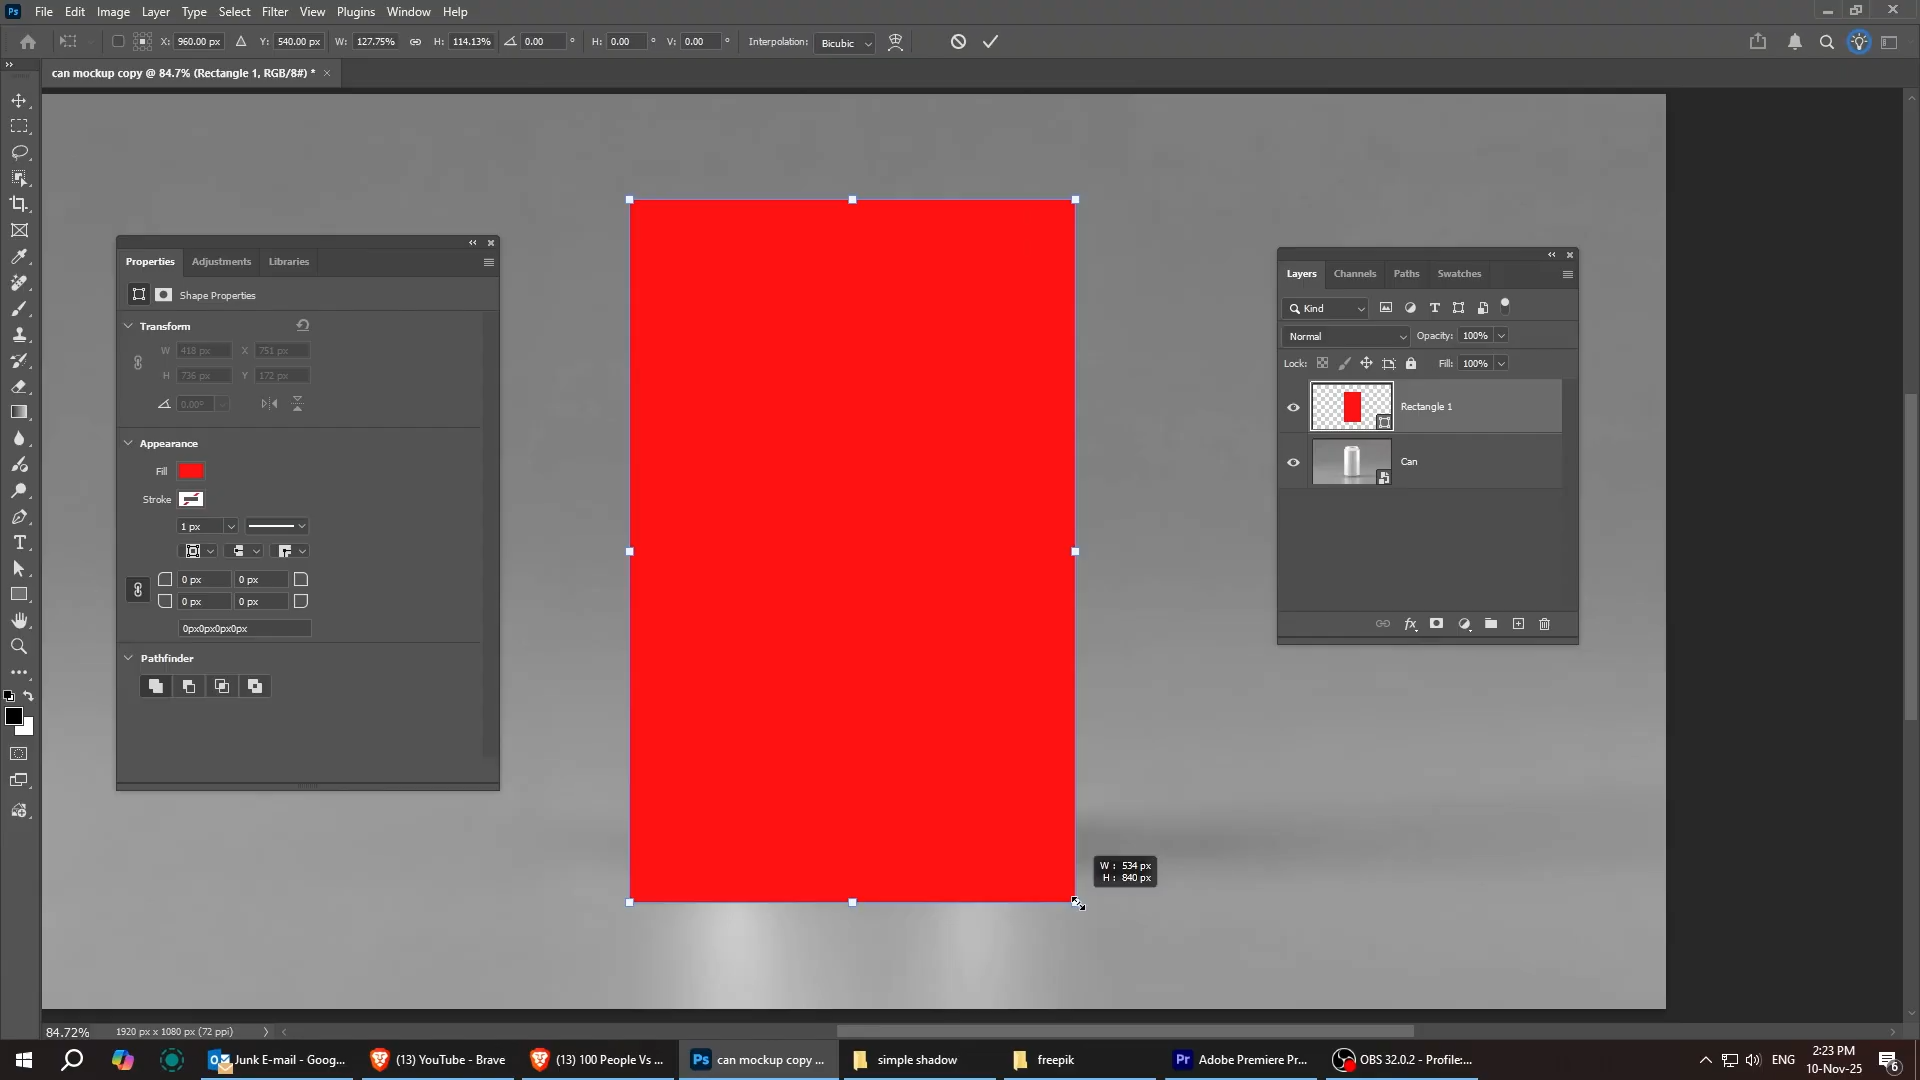 Ps File Edit Image Layer Type Select Filter View Plugins Window Help
X: 960.00 px Y: 540.00 px W: 127.75% H: 114.13% 0.00 ° H: 0.00 ° V: 0.00 ° Interpolation: Bicubic
can mockup copy @ 84.7% (Rectangle 1, RGB/8#) * ×
Properties Adjustments Libraries
Shape Properties
Transform
W 418 px X 751 px
H 736 px Y 172 px
0.00°
Appearance
Fill
Stroke
1 px
0 px 0 px
0 px 0 px
0px0px0px0px
Pathfinder
W : 534 px
H : 840 px
Layers Channels Paths Swatches
Kind
Normal Opacity: 100%
Lock: Fill: 100%
Rectangle 1
Can
84.72% 1920 px x 1080 px (72 ppi)
Junk E-mail - Goog... (13) YouTube - Brave (13) 100 People Vs ... Ps can mockup copy ... simple shadow freepik Pr Adobe Premiere Pr... OBS 32.0.2 - Profile:... ENG 2:23 PM
10-Nov-25 6